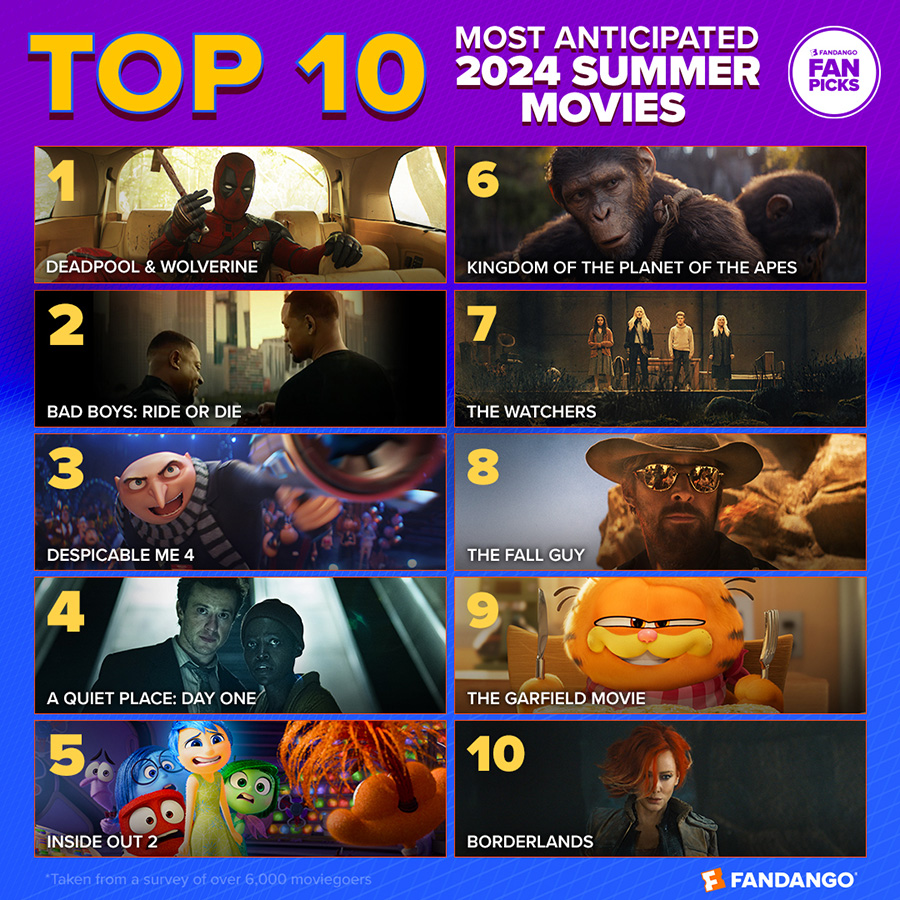 TOP 10
MOST ANTICIPATED
2024 SUMMER
MOVIES
FANDANGO
FAN
PICKS
1
DEADPOOL & WOLVERINE
2
BAD BOYS: RIDE OR DIE
3
DESPICABLE ME 4
4
A QUIET PLACE: DAY ONE
5
INSIDE OUT 2
6
KINGDOM OF THE PLANET OF THE APES
7
THE WATCHERS
8
THE FALL GUY
9
THE GARFIELD MOVIE
10
BORDERLANDS
*Taken from a survey of over 6,000 moviegoers
FANDANGO